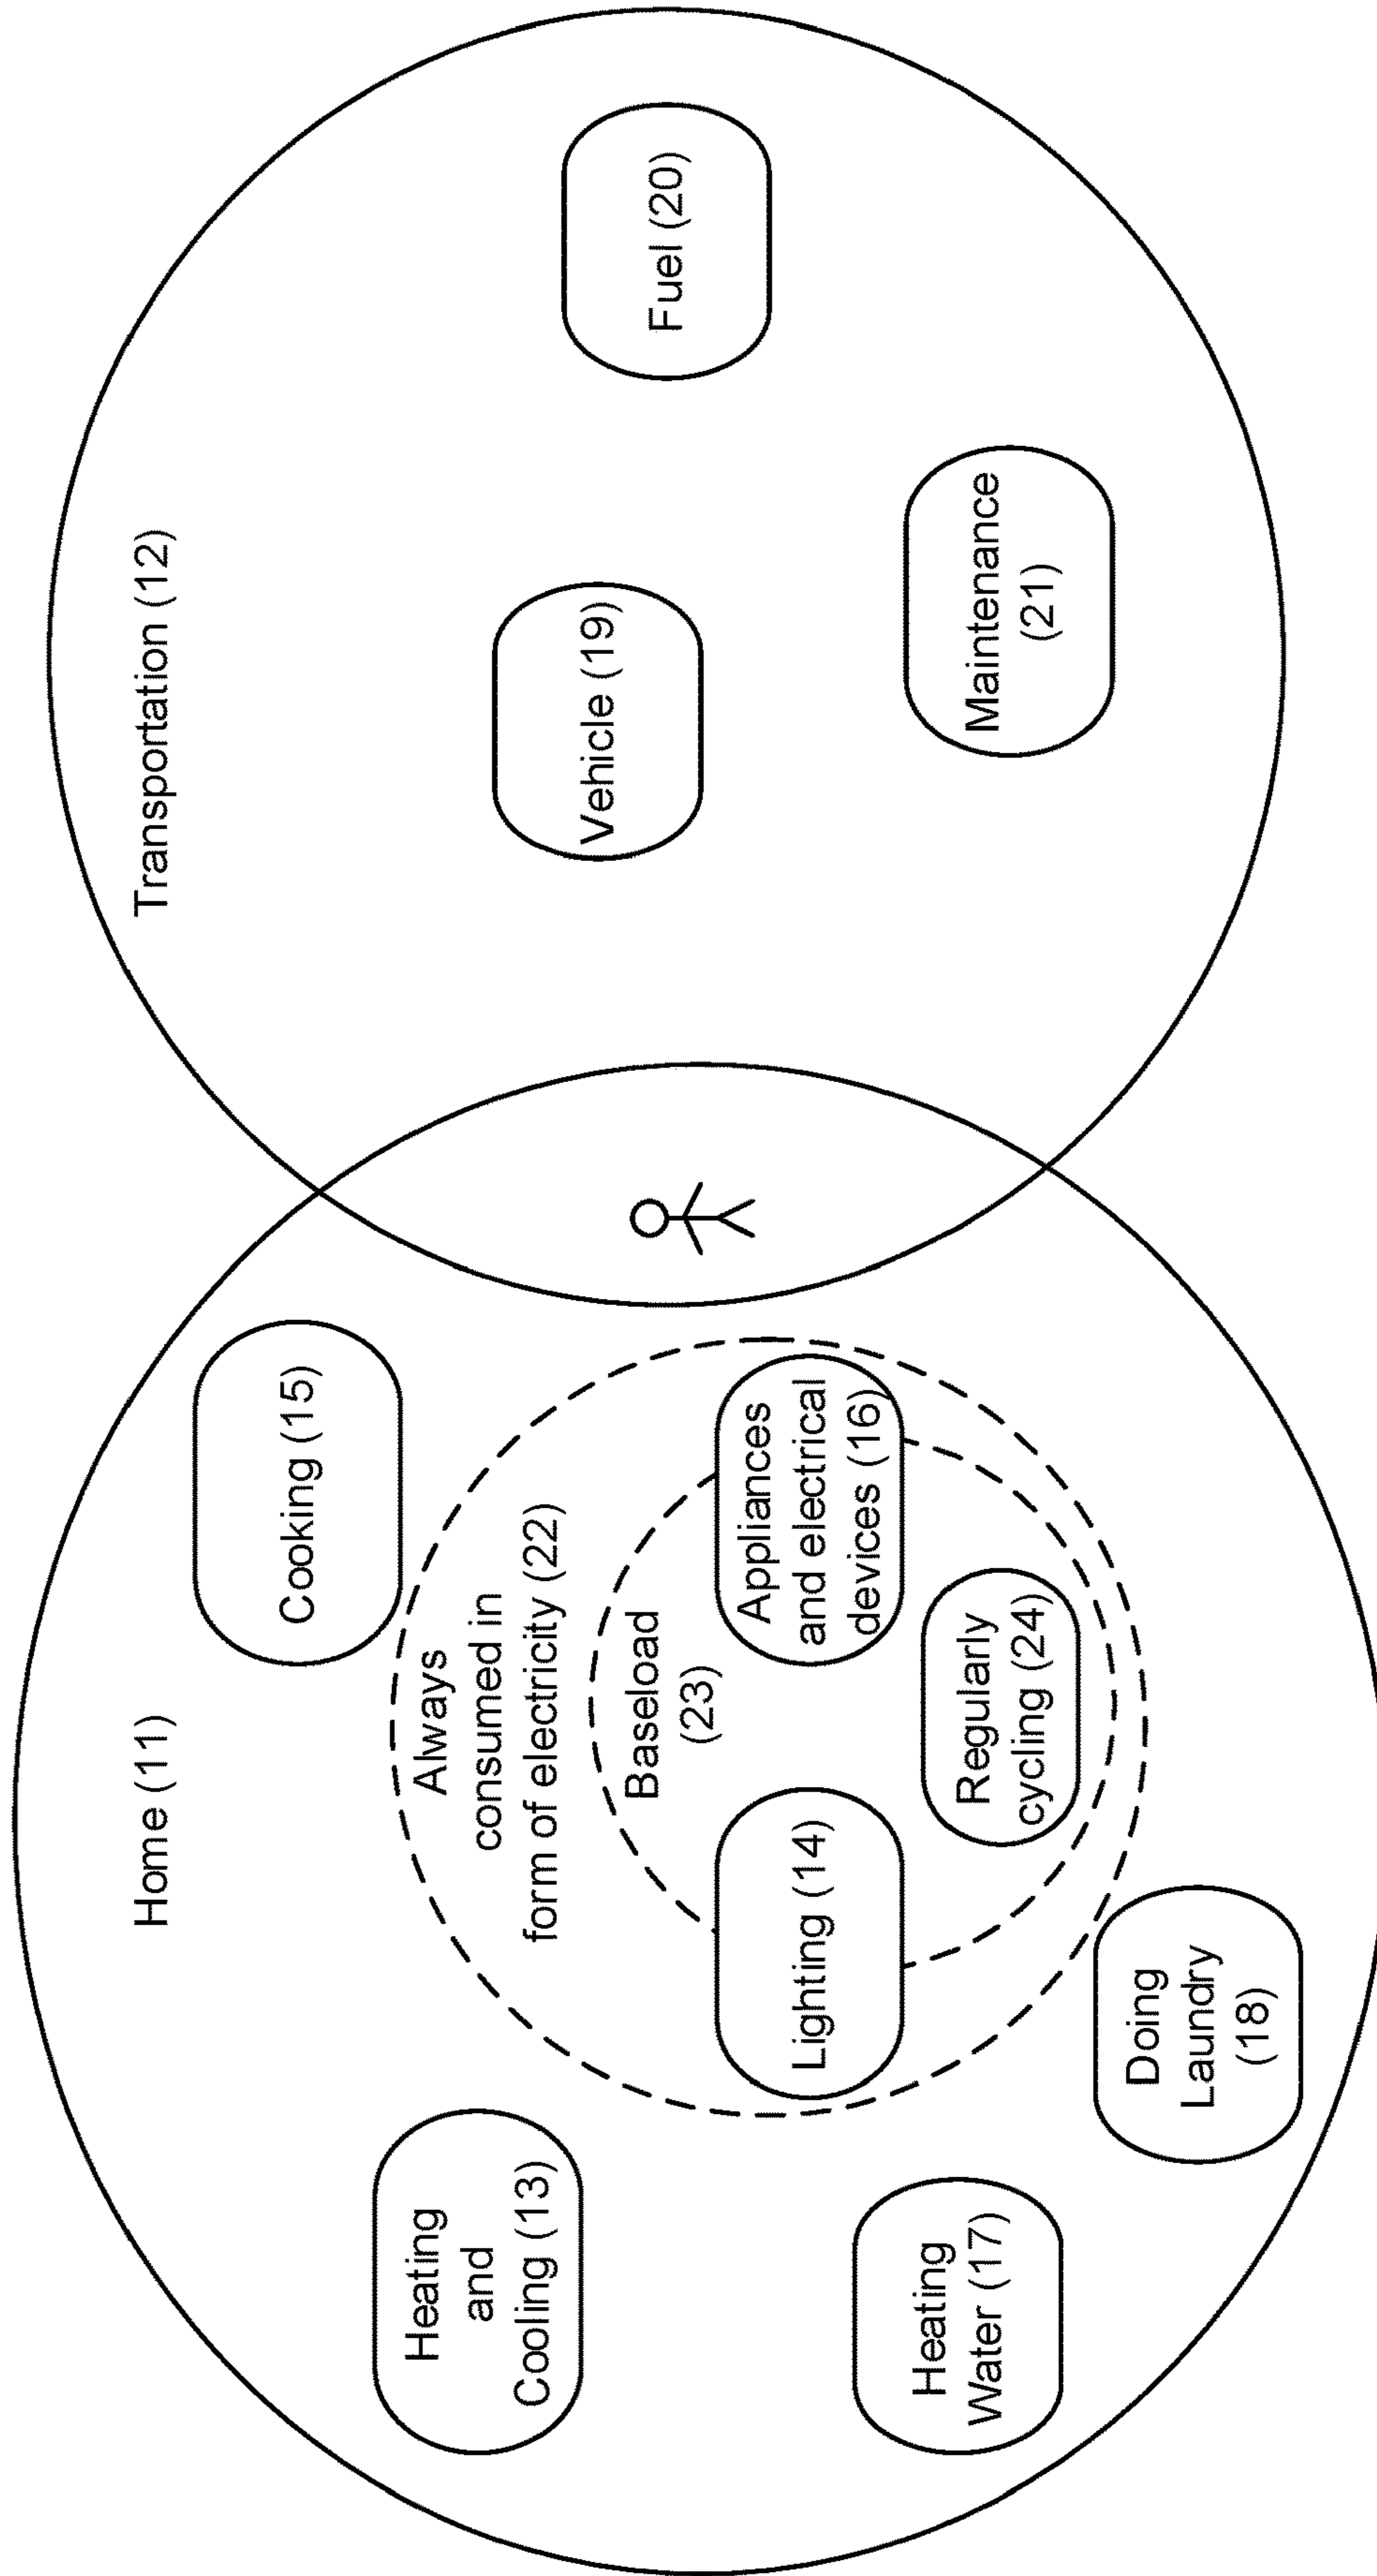 Home (11)
Transportation (12)
Heating
and
Cooling (13)
Cooking (15)
Always
consumed in
form of electricity (22)
Baseload
(23)
Lighting (14)
Appliances
and electrical
devices (16)
Regularly
cycling (24)
Heating
Water (17)
Doing
Laundry
(18)
Vehicle (19)
Fuel (20)
Maintenance
(21)